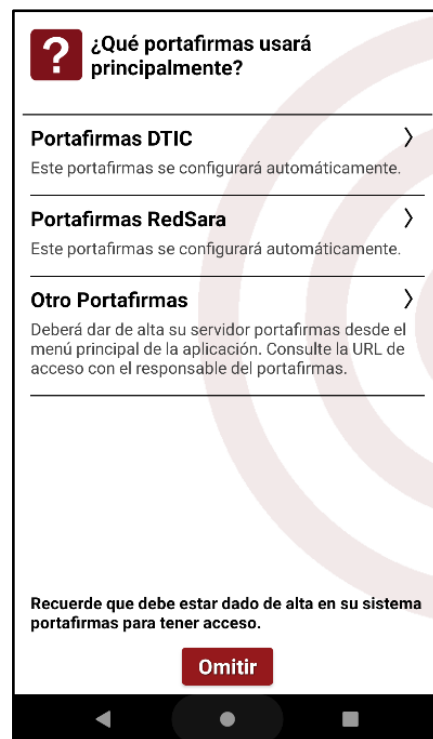 ¿Qué portafirmas usará
principalmente?
Portafirmas DTIC
Este portafirmas se configurará automáticamente.
Portafirmas RedSara
Este portafirmas se configurará automáticamente.
Otro Portafirmas
Deberá dar de alta su servidor portafirmas desde el
menú principal de la aplicación. Consulte la URL de
acceso con el responsable del portafirmas.
Recuerde que debe estar dado de alta en su sistema
portafirmas para tener acceso.
Omitir